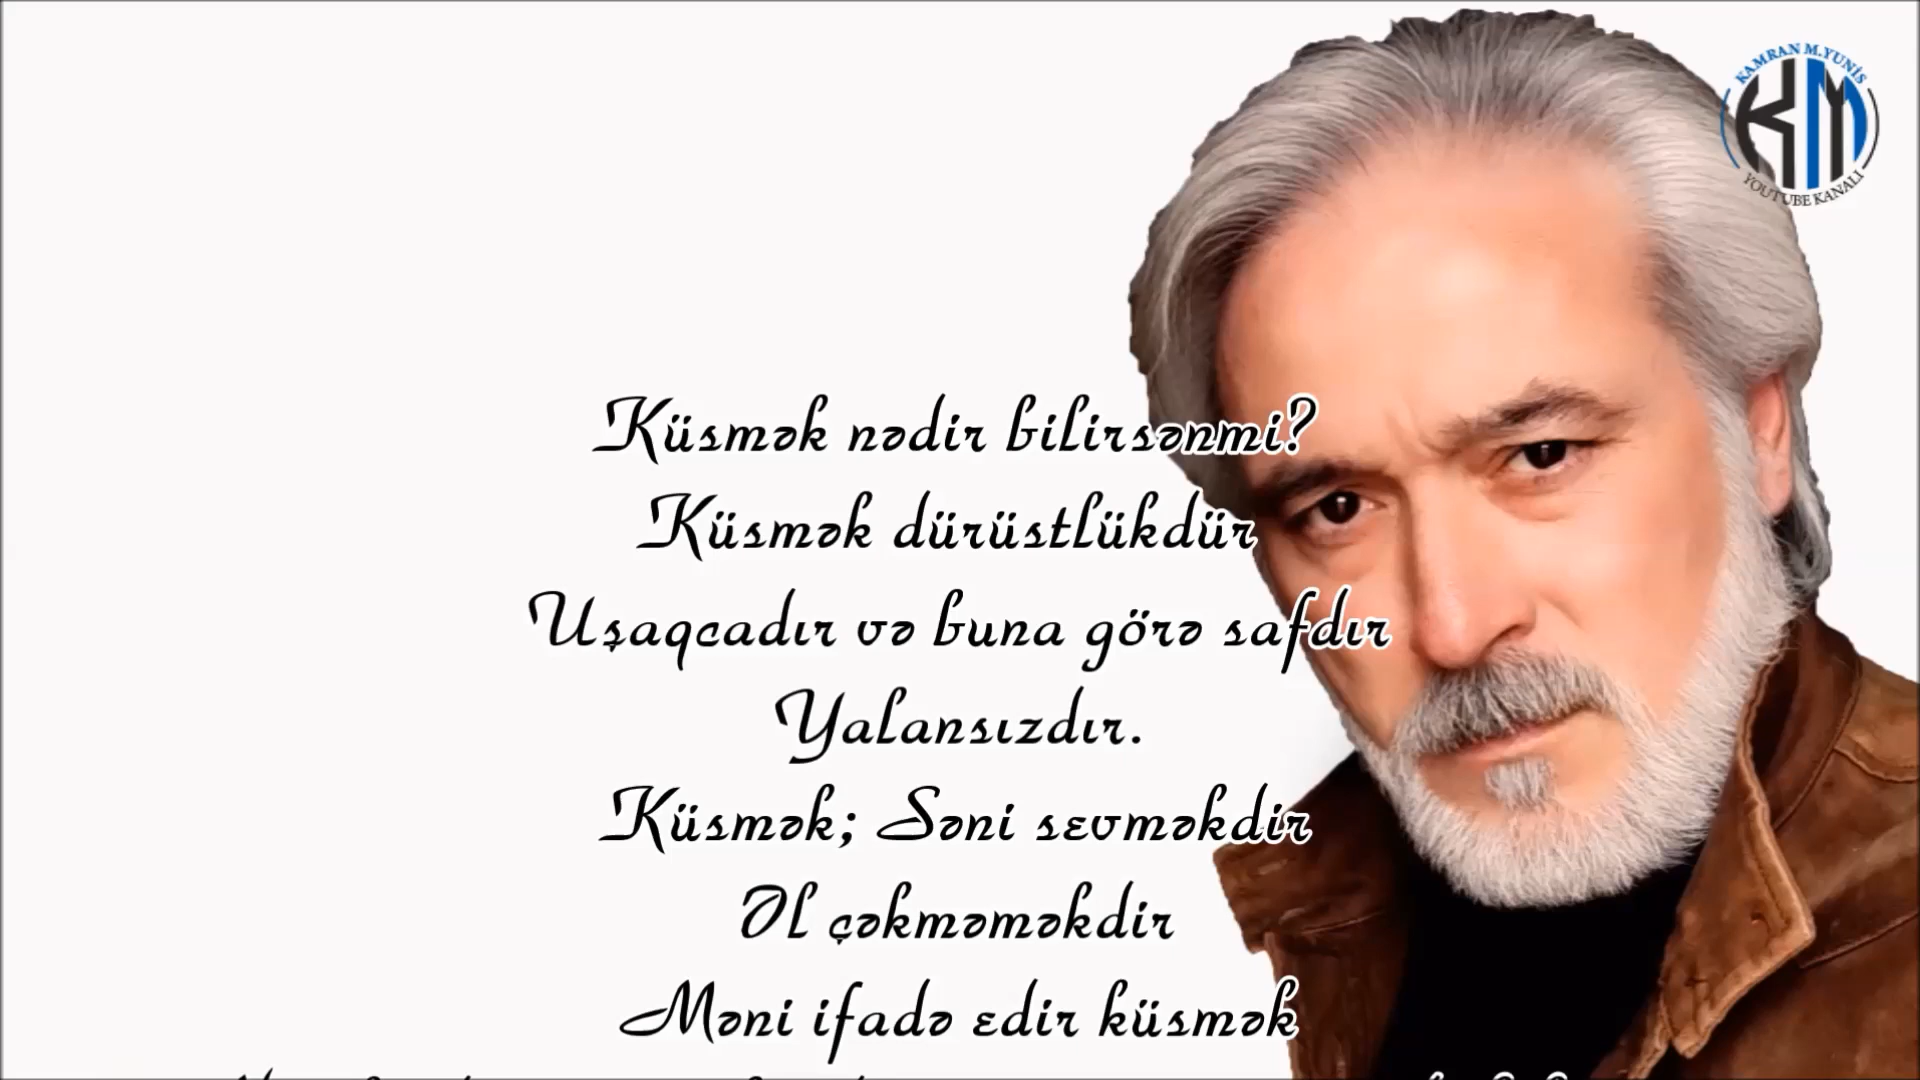 KAMRAN M.YUNİS
KM
YOUTUBE KANALI
Küsmək nədir bilirsənmi?
Küsmək dürüstlükdür
Uşaqcadır və buna görə safdır
Yalansızdır.
Küsmək; Səni sevməkdir
Əl çəkməməkdir
Məni ifadə edir küsmək